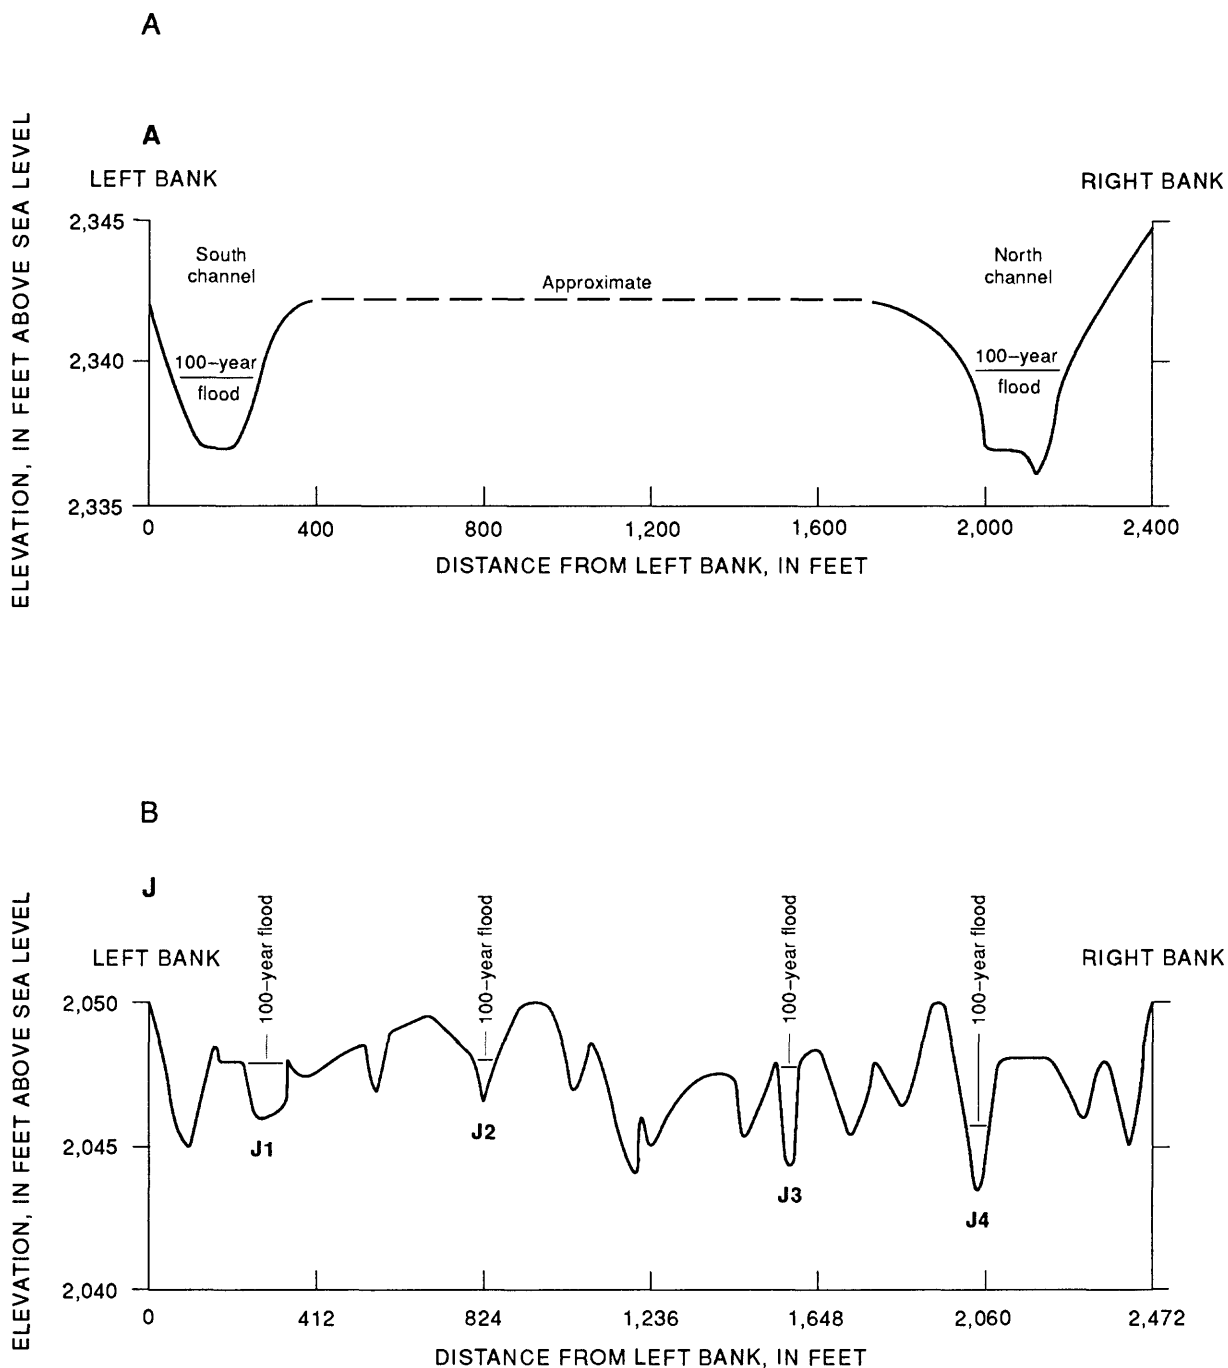 A
A
LEFT BANK
RIGHT BANK
ELEVATION, IN FEET ABOVE SEA LEVEL
2,345
2,340
2,335
South
channel
Approximate
North
channel
100–year
flood
100–year
flood
0
400
800
1,200
1,600
2,000
2,400
DISTANCE FROM LEFT BANK, IN FEET
B
J
LEFT BANK
RIGHT BANK
ELEVATION, IN FEET ABOVE SEA LEVEL
2,050
2,045
2,040
100–year flood
100–year flood
100–year flood
100–year flood
J1
J2
J3
J4
0
412
824
1,236
1,648
2,060
2,472
DISTANCE FROM LEFT BANK, IN FEET